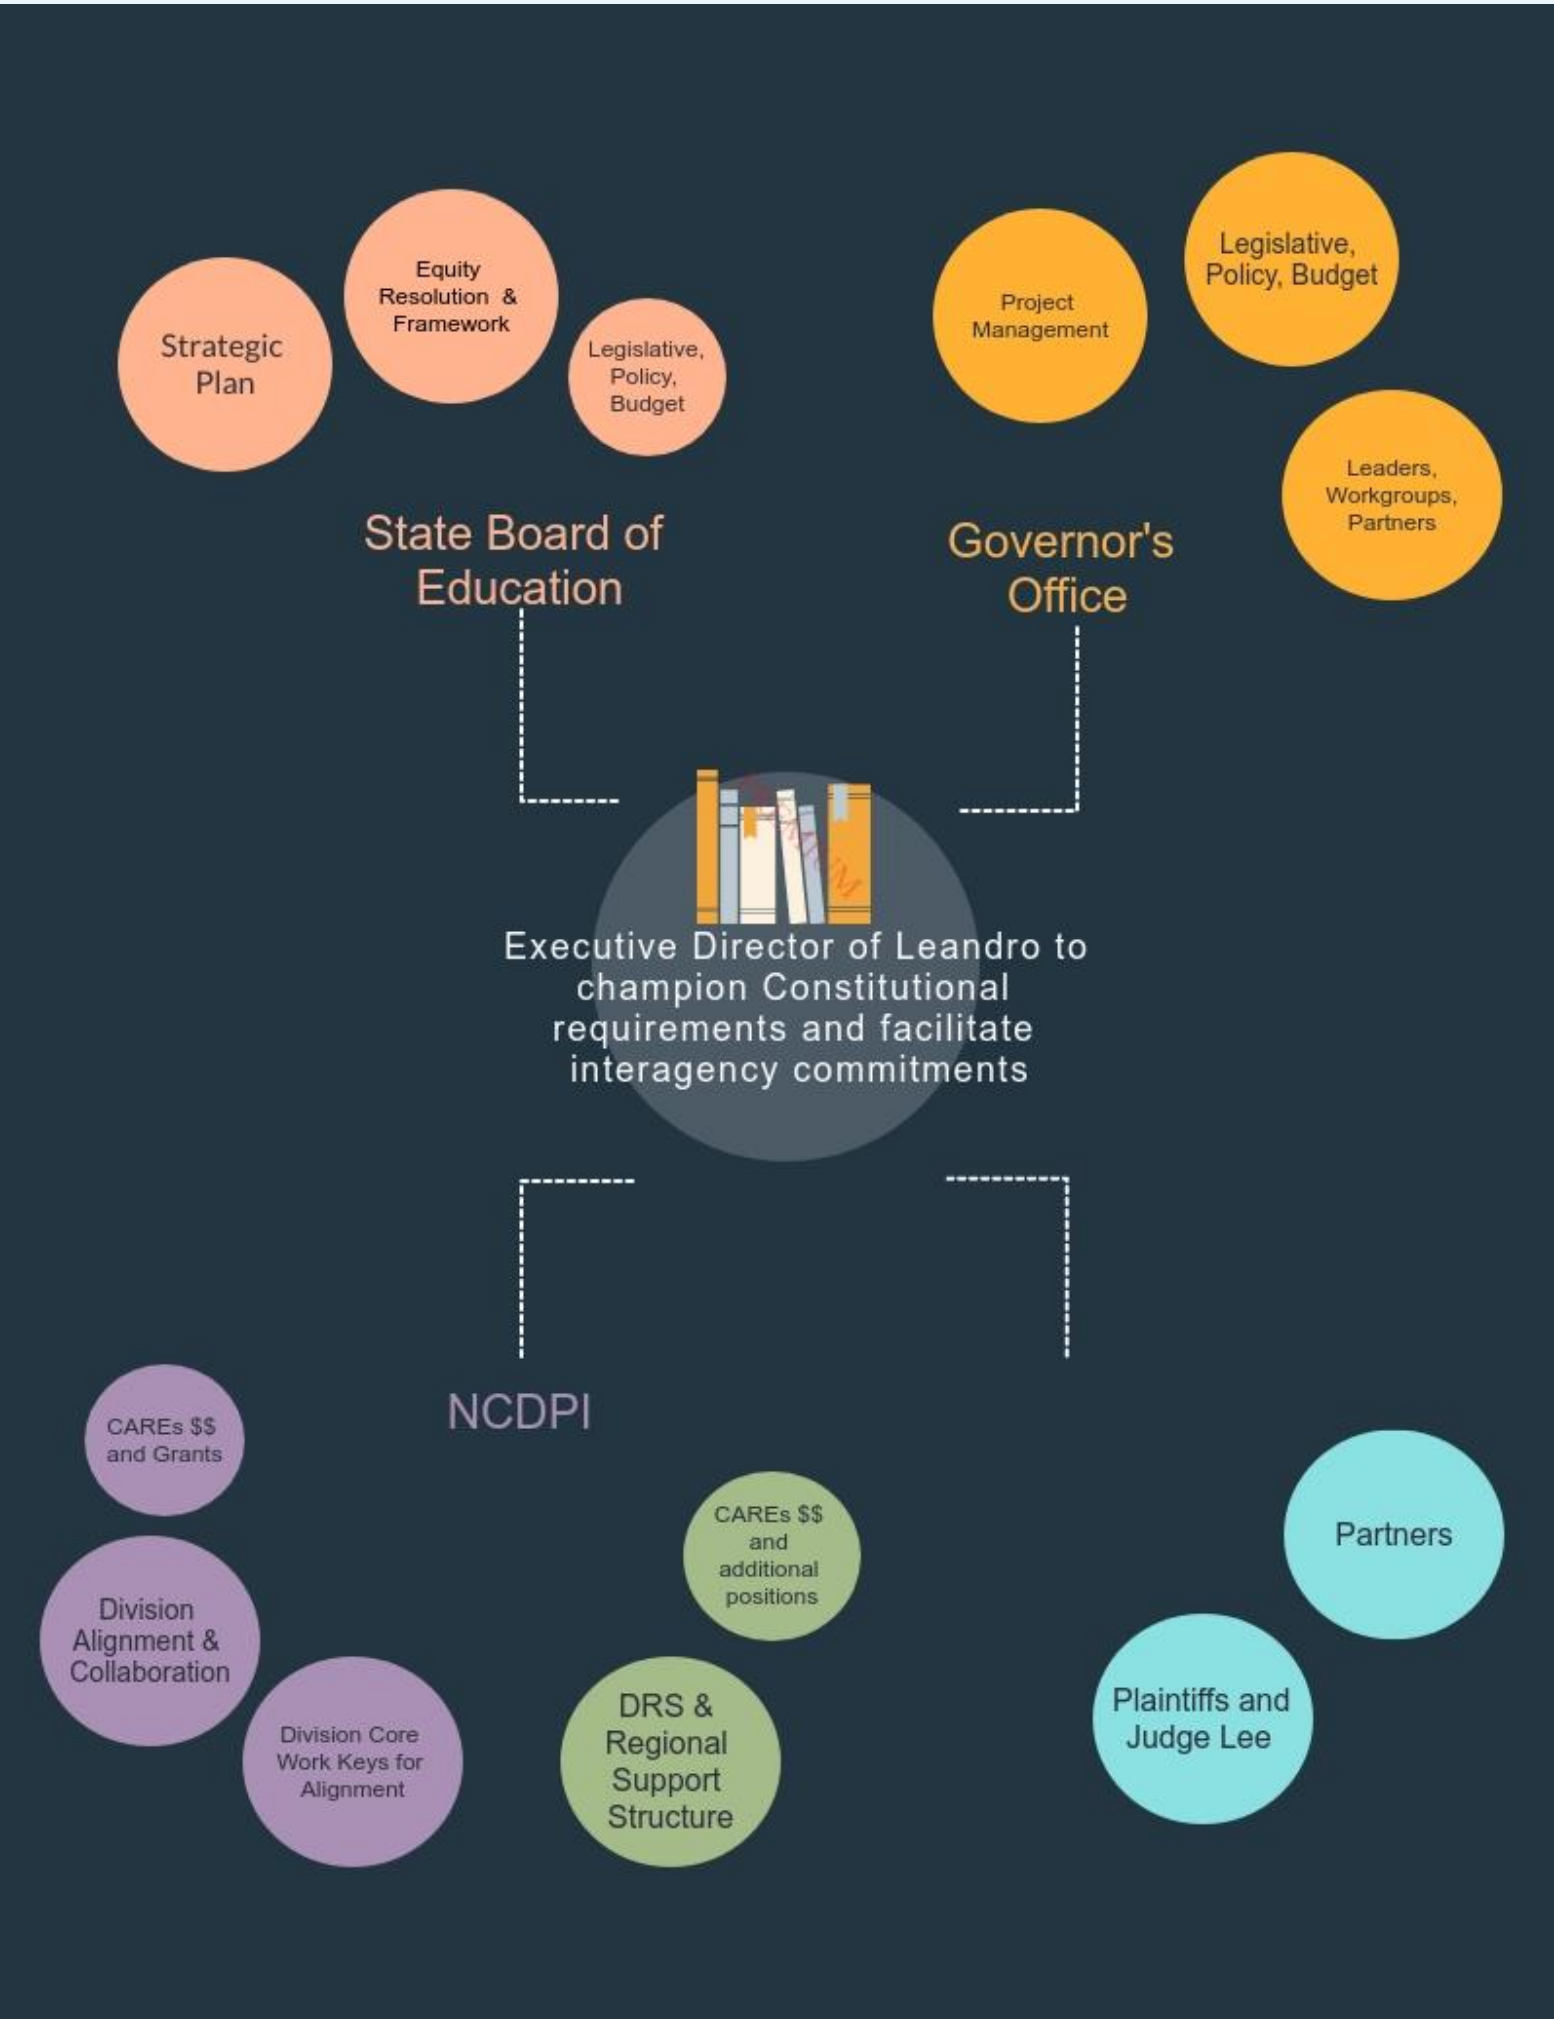 Equity
Resolution &
Framework
Strategic
Plan
Legislative,
Policy,
Budget
State Board of
Education
Legislative,
Policy, Budget
Project
Management
Leaders,
Workgroups,
Partners
Governor's
Office
Executive Director of Leandro to
champion Constitutional
requirements and facilitate
interagency commitments
NCDPI
CAREs $$
and Grants
Division
Alignment &
Collaboration
Division Core
Work Keys for
Alignment
CAREs $$
and
additional
positions
DRS &
Regional
Support
Structure
Partners
Plaintiffs and
Judge Lee